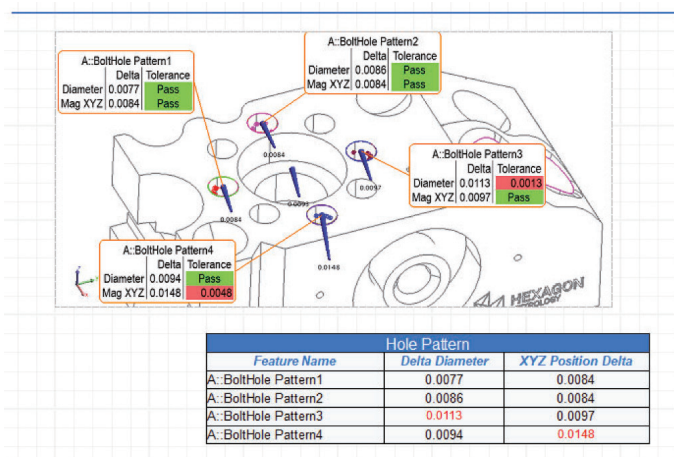 A::BoltHole Pattern2
Delta Tolerance
Diameter 0.0086 Pass
Mag XYZ 0.0084 Pass
A::BoltHole Pattern1
Delta Tolerance
Diameter 0.0077 Pass
Mag XYZ 0.0084 Pass
0.0084
A::BoltHole Pattern3
Delta Tolerance
Diameter 0.0113 0.0013
Mag XYZ 0.0097 Pass
0.0097
0.0084
A::BoltHole Pattern4
Delta Tolerance
Diameter 0.0094 Pass
Mag XYZ 0.0148 0.0048
0.0148
HEXAGON
METROLOGY
Hole Pattern
Feature Name Delta Diameter XYZ Position Delta
A::BoltHole Pattern1 0.0077 0.0084
A::BoltHole Pattern2 0.0086 0.0084
A::BoltHole Pattern3 0.0113 0.0097
A::BoltHole Pattern4 0.0094 0.0148